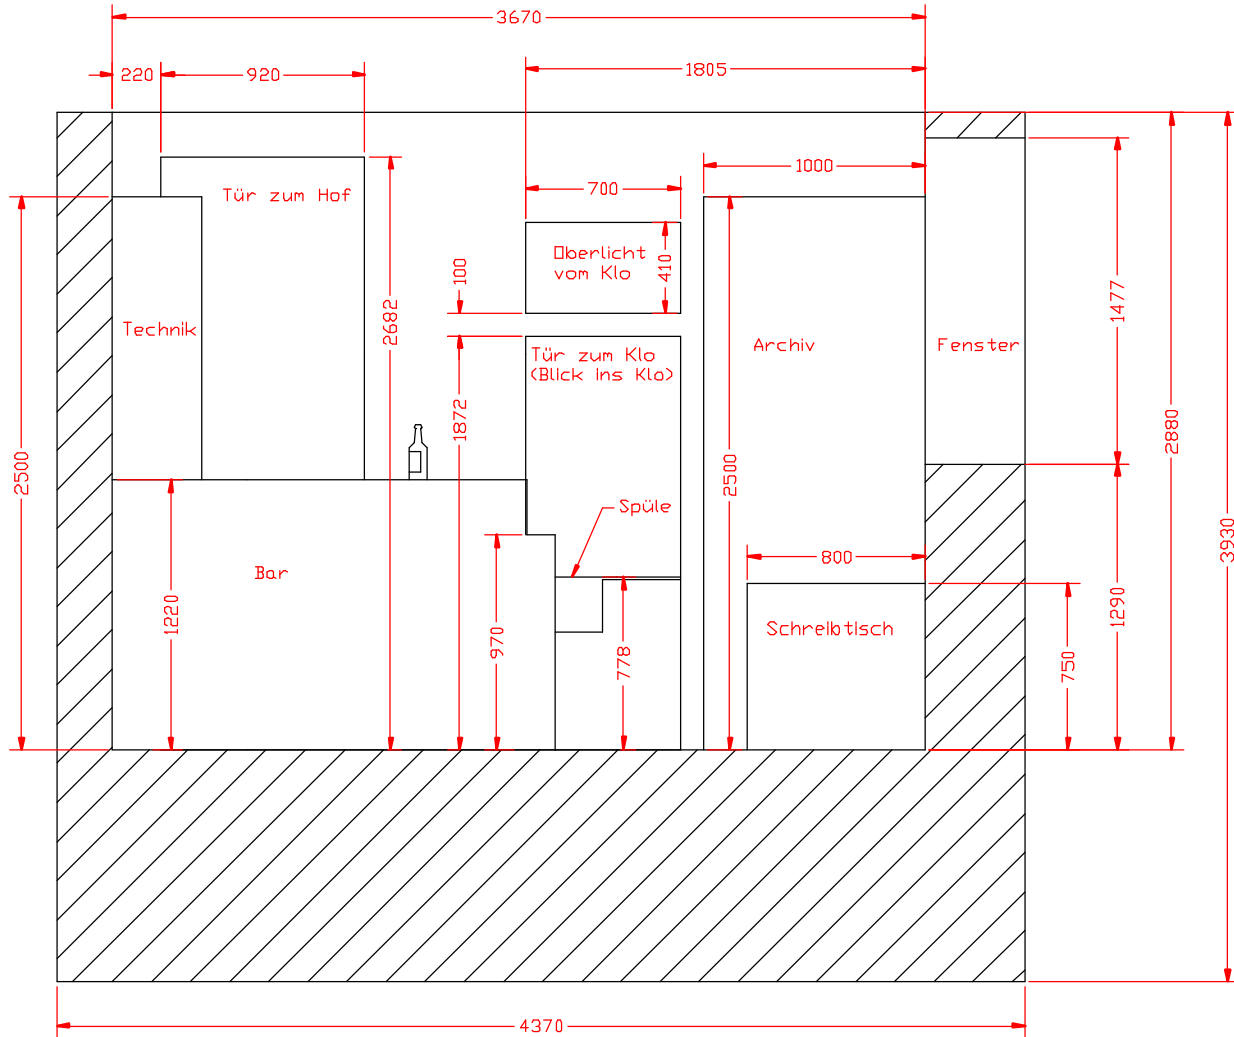 3670
1805
220
920
1000
700
Tür zum Hof
Oberlicht
vom Klo
410
100
2682
1477
Technik
Archiv
Fenster
Tür zum Klo
(Blick ins Klo)
1872
2880
2500
2500
Spüle
3930
800
Bar
1220
970
778
Schreibtisch
750
1290
4370